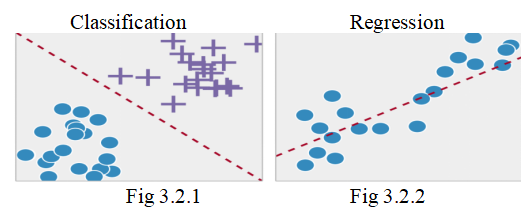 Classification
Regression
Fig 3.2.1
Fig 3.2.2